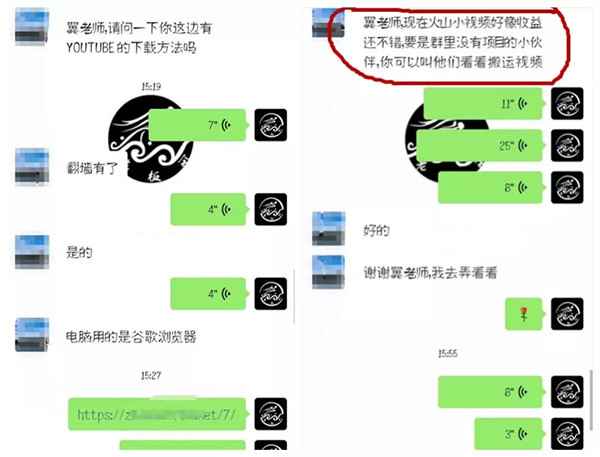 翼老师,请问一下你这边有
YOUTUBE的下载方法吗
15:19
7"
翻墙有了
4"
是的
4"
电脑用的是谷歌浏览器
15:27
翼老师,现在火山小视频好像收益
还不错,要是群里没有项目的小伙
伴,你可以叫他们看看搬运视频
11"
25"
8"
好的
谢谢翼老师,我去弄看看
15:55
8"
3"